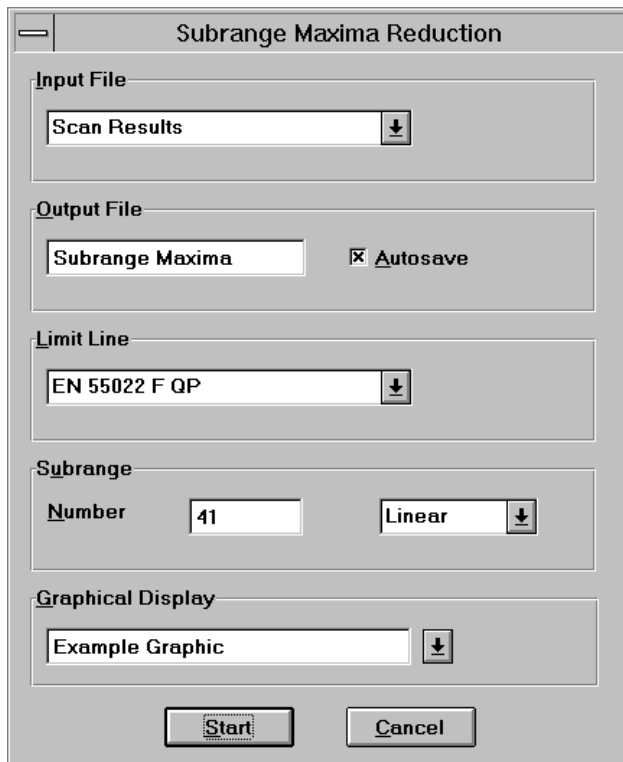 Subrange Maxima Reduction
Input File
Scan Results
Output File
Subrange Maxima
Autosave
Limit Line
EN 55022 F QP
Subrange
Number 41 Linear
Graphical Display
Example Graphic
Start Cancel